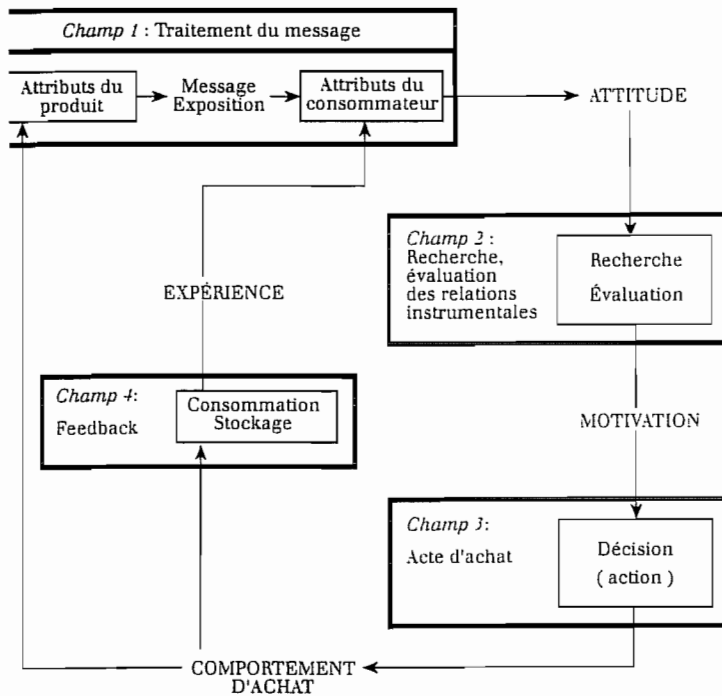 Champ 1 : Traitement du message
Attributs du
produit
Message
Exposition
Attributs du
consommateur
ATTITUDE
Champ 2 :
Recherche,
évaluation
des relations
instrumentales
Recherche
Évaluation
EXPÉRIENCE
Champ 4:
Feedback
Consommation
Stockage
MOTIVATION
Champ 3:
Acte d'achat
Décision
( action )
COMPORTEMENT
D'ACHAT